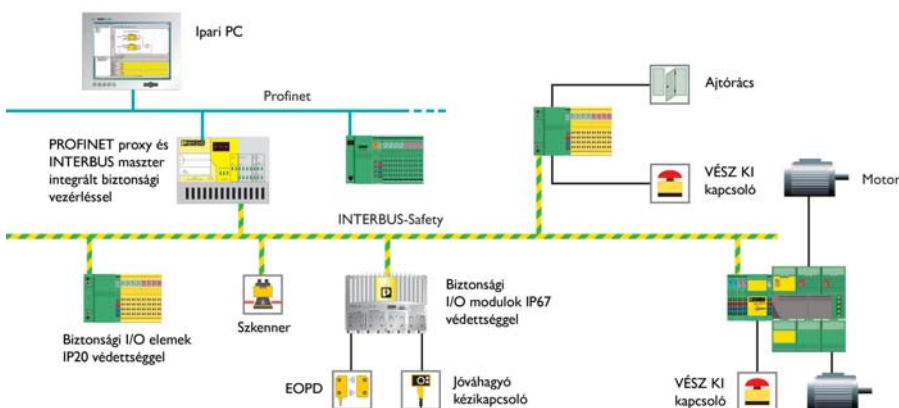 Ipari PC
Profinet
Ajtórács
PROFINET proxy és
INTERBUS maszter
integrált biztonsági
vezérléssel
VÉSZ KI
kapcsoló
Motor
INTERBUS-Safety
Biztonsági I/O elemek
IP20 védettséggel
Szkenner
Biztonsági
I/O modulok IP67
védettséggel
EOPD
Jóváhagyó
kézikapcsoló
VÉSZ KI
kapcsoló